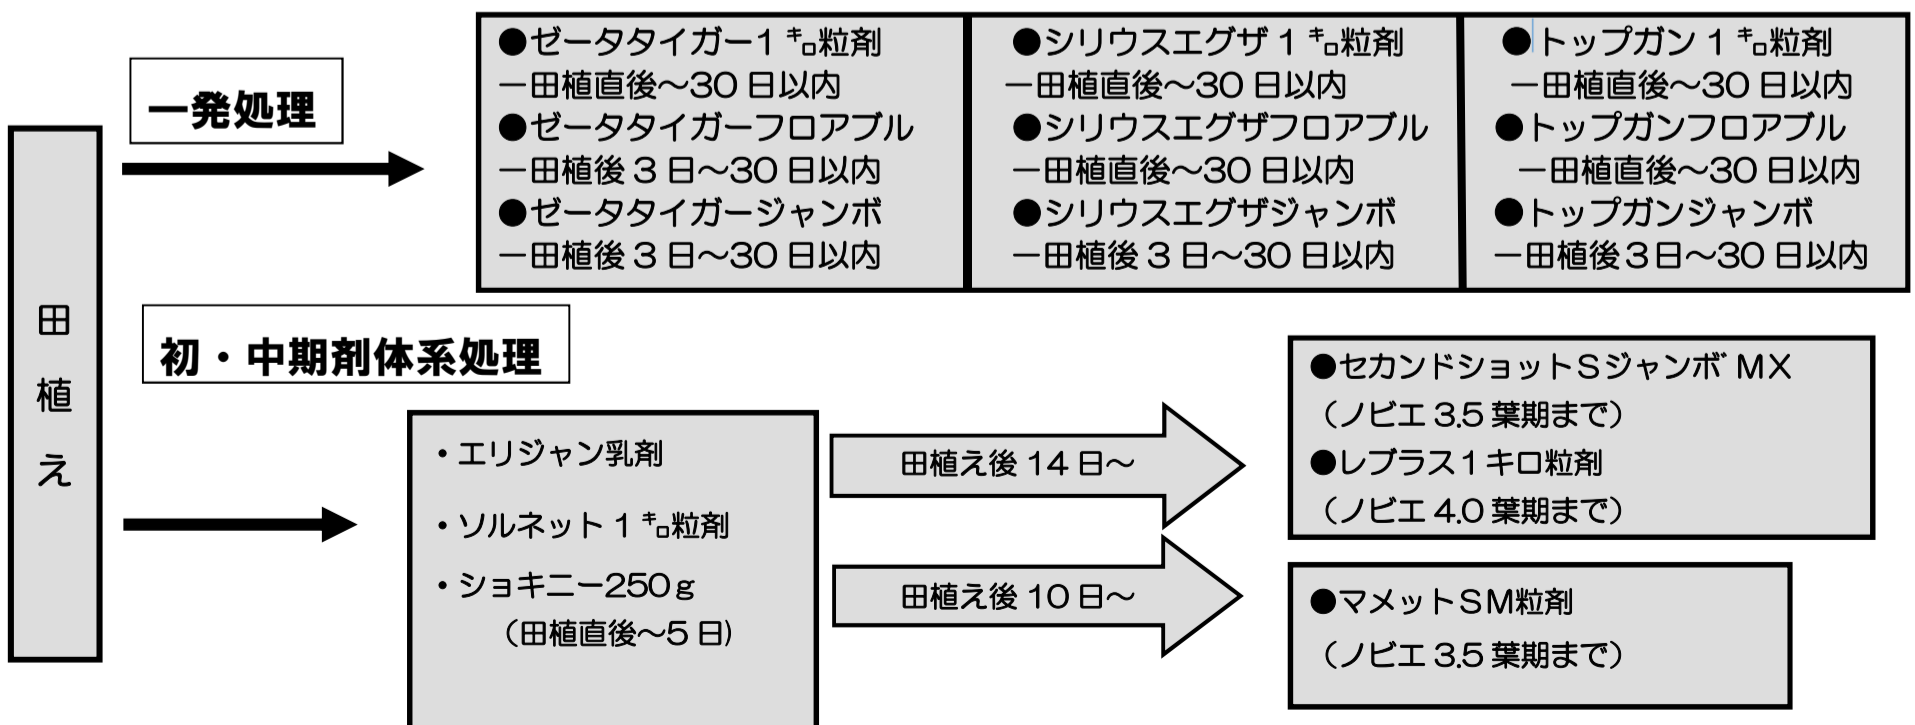 一発処理
●ゼータタイガー1㌔粒剤
－田植直後～30日以内
●ゼータタイガーフロアブル
－田植後3日～30日以内
●ゼータタイガージャンボ
－田植後3日～30日以内
●シリウスエグザ1㌔粒剤
－田植直後～30日以内
●シリウスエグザフロアブル
－田植直後～30日以内
●シリウスエグザジャンボ
－田植後3日～30日以内
●トップガン1㌔粒剤
－田植直後～30日以内
●トップガンフロアブル
－田植直後～30日以内
●トップガンジャンボ
－田植後3日～30日以内
田植え
初・中期剤体系処理
・エリジャン乳剤
・ソルネット1㌔粒剤
・ショキニー250ｇ
（田植直後～5日)
田植え後14日～
●セカンドショットＳジャンボMX
（ノビエ3.5葉期まで）
●レブラス1キロ粒剤
（ノビエ4.0葉期まで）
田植え後10日～
●マメットＳＭ粒剤
（ノビエ3.5葉期まで）